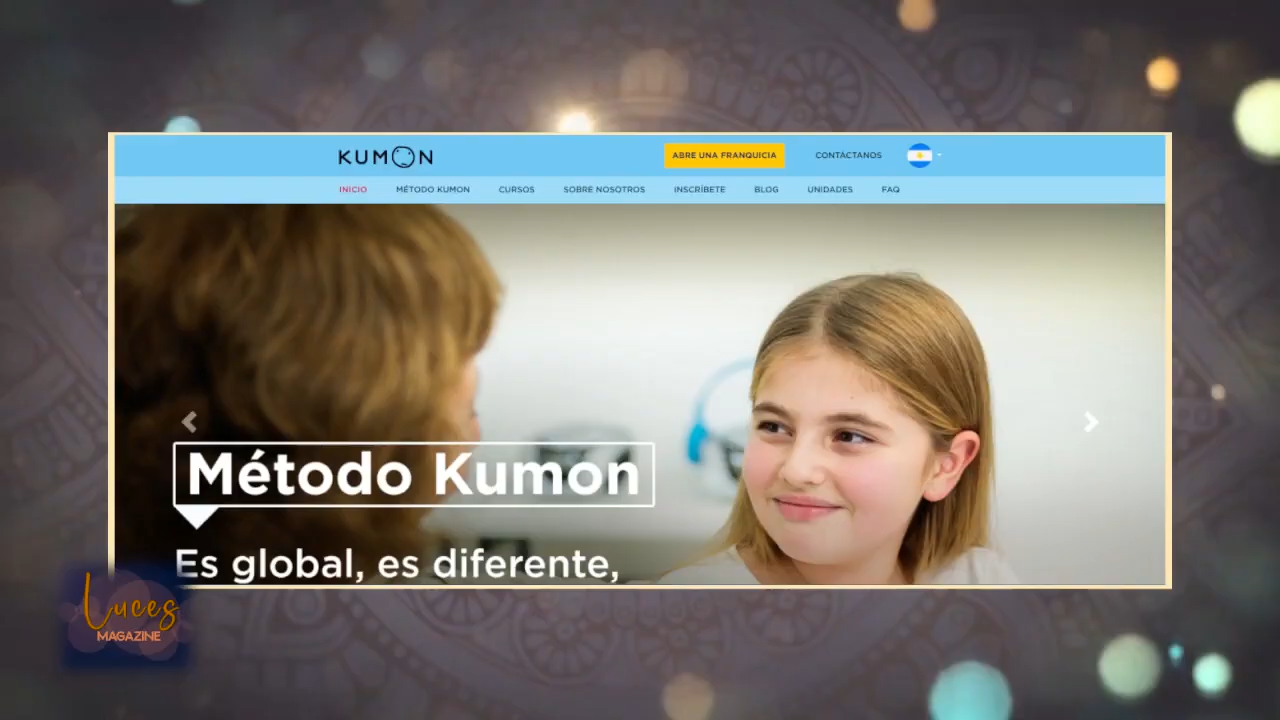 KUMON
ABRE UNA FRANQUICIA
CONTÁCTANOS
INICIO
MÉTODO KUMON
CURSOS
SOBRE NOSOTROS
INSCRÍBETE
BLOG
UNIDADES
FAQ
Método Kumon
Es global, es diferente,
Luces
MAGAZINE